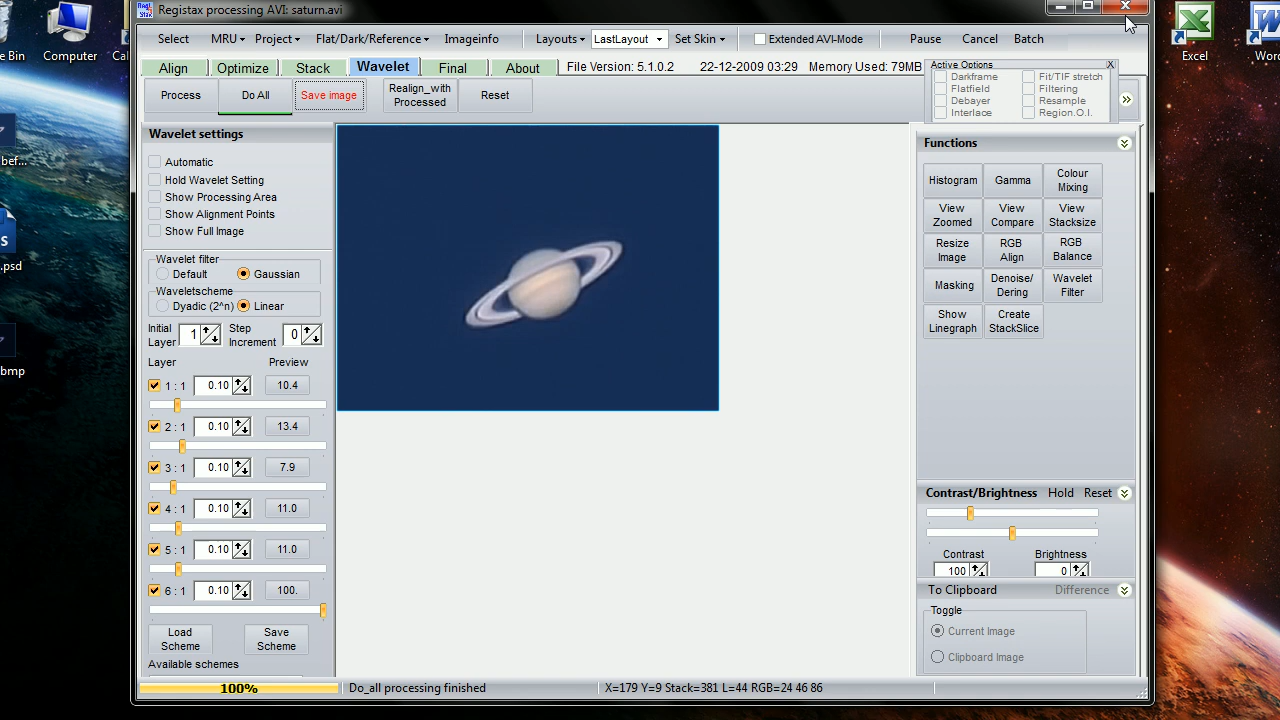 Registax processing AVI: saturn.avi
Select MRU Project Flat/Dark/Reference Imageinfo Layouts LastLayout Set Skin Extended AVI-Mode Pause Cancel Batch
Align Optimize Stack Wavelet Final About File Version: 5.1.0.2 22-12-2009 03:29 Memory Used: 79MB
Active Options X
Darkframe Fit/TIF stretch
Flatfield Filtering
Debayer Resample
Interlace Region.O.I.
Process Do All Save image Realign_with
Processed Reset
Wavelet settings
Automatic
Hold Wavelet Setting
Show Processing Area
Show Alignment Points
Show Full Image
Wavelet filter
Default Gaussian
Waveletscheme
Dyadic (2^n) Linear
Initial
Layer 1 Step
Increment 0
Layer Preview
1 : 1 0.10 10.4
2 : 1 0.10 13.4
3 : 1 0.10 7.9
4 : 1 0.10 11.0
5 : 1 0.10 11.0
6 : 1 0.10 100.
Load
Scheme
Save
Scheme
Available schemes
Functions
Histogram Gamma Colour
Mixing
View
Zoomed
View
Compare
View
Stacksize
Resize
Image
RGB
Align
RGB
Balance
Masking Denoise/
Dering
Wavelet
Filter
Show
Linegraph
Create
StackSlice
Contrast/Brightness Hold Reset
Contrast Brightness
100 0
To Clipboard Difference
Toggle
Current Image
Clipboard Image
100% Do_all processing finished X=179 Y=9 Stack=381 L=44 RGB=24 46 86
e Bin
Computer
Cal
bef...
s
.psd
bmp
Excel
Word